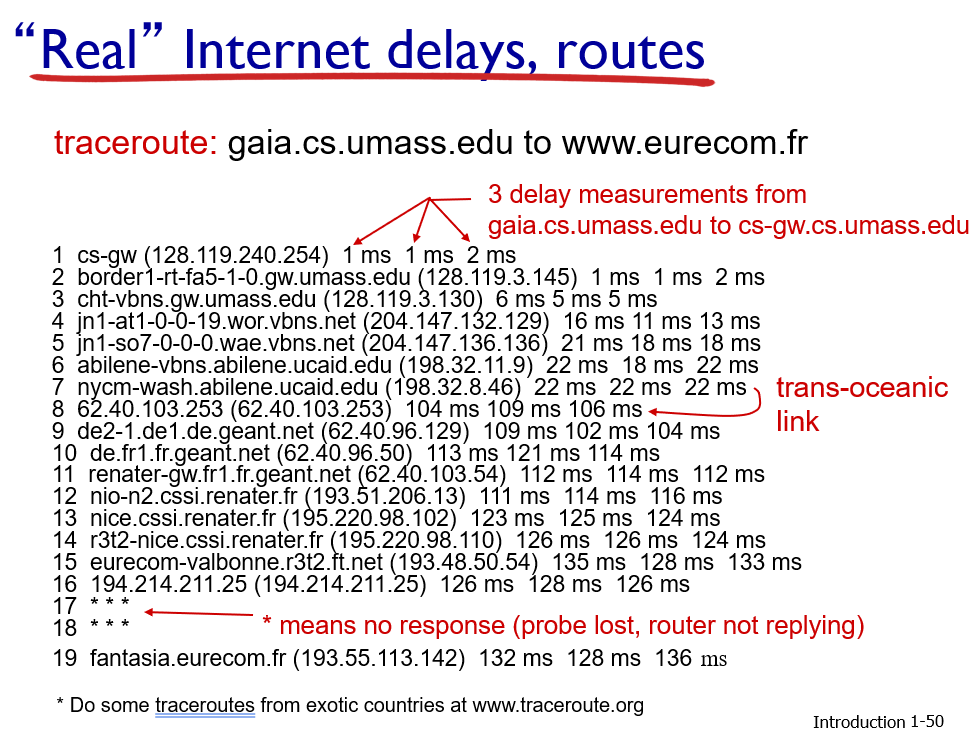 “Real” Internet delays, routes
traceroute: gaia.cs.umass.edu to www.eurecom.fr
3 delay measurements from
gaia.cs.umass.edu to cs-gw.cs.umass.edu
1 cs-gw (128.119.240.254) 1 ms 1 ms 2 ms
2 border1-rt-fa5-1-0.gw.umass.edu (128.119.3.145) 1 ms 1 ms 2 ms
3 cht-vbns.gw.umass.edu (128.119.3.130) 6 ms 5 ms 5 ms
4 jn1-at1-0-0-19.wor.vbns.net (204.147.132.129) 16 ms 11 ms 13 ms
5 jn1-so7-0-0-0.wae.vbns.net (204.147.136.136) 21 ms 18 ms 18 ms
6 abilene-vbns.abilene.ucaid.edu (198.32.11.9) 22 ms 18 ms 22 ms
7 nycm-wash.abilene.ucaid.edu (198.32.8.46) 22 ms 22 ms 22 ms
trans-oceanic
link
8 62.40.103.253 (62.40.103.253) 104 ms 109 ms 106 ms
9 de2-1.de1.de.geant.net (62.40.96.129) 109 ms 102 ms 104 ms
10 de.fr1.fr.geant.net (62.40.96.50) 113 ms 121 ms 114 ms
11 renater-gw.fr1.fr.geant.net (62.40.103.54) 112 ms 114 ms 112 ms
12 nio-n2.cssi.renater.fr (193.51.206.13) 111 ms 114 ms 116 ms
13 nice.cssi.renater.fr (195.220.98.102) 123 ms 125 ms 124 ms
14 r3t2-nice.cssi.renater.fr (195.220.98.110) 126 ms 126 ms 124 ms
15 eurecom-valbonne.r3t2.ft.net (193.48.50.54) 135 ms 128 ms 133 ms
16 194.214.211.25 (194.214.211.25) 126 ms 128 ms 126 ms
17 * * *
18 * * *
* means no response (probe lost, router not replying)
19 fantasia.eurecom.fr (193.55.113.142) 132 ms 128 ms 136 ms
* Do some traceroutes from exotic countries at www.traceroute.org
Introduction 1-50